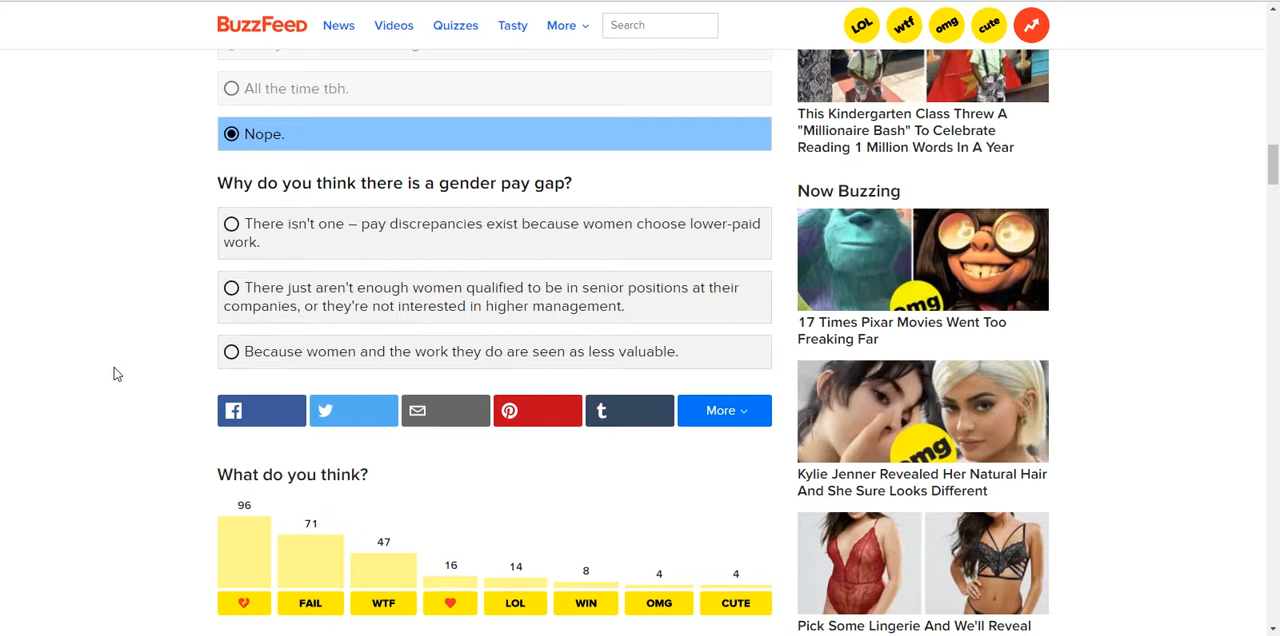 BuzzFeed News Videos Quizzes Tasty More Search LOL wtf omg cute
All the time tbh.
Nope.
Why do you think there is a gender pay gap?
There isn't one – pay discrepancies exist because women choose lower-paid
work.
There just aren't enough women qualified to be in senior positions at their
companies, or they're not interested in higher management.
Because women and the work they do are seen as less valuable.
More
What do you think?
96
71
47
16
14
8
4
4
FAIL
WTF
LOL
WIN
OMG
CUTE
This Kindergarten Class Threw A
"Millionaire Bash" To Celebrate
Reading 1 Million Words In A Year
Now Buzzing
omg
17 Times Pixar Movies Went Too
Freaking Far
omg
Kylie Jenner Revealed Her Natural Hair
And She Sure Looks Different
Pick Some Lingerie And We'll Reveal